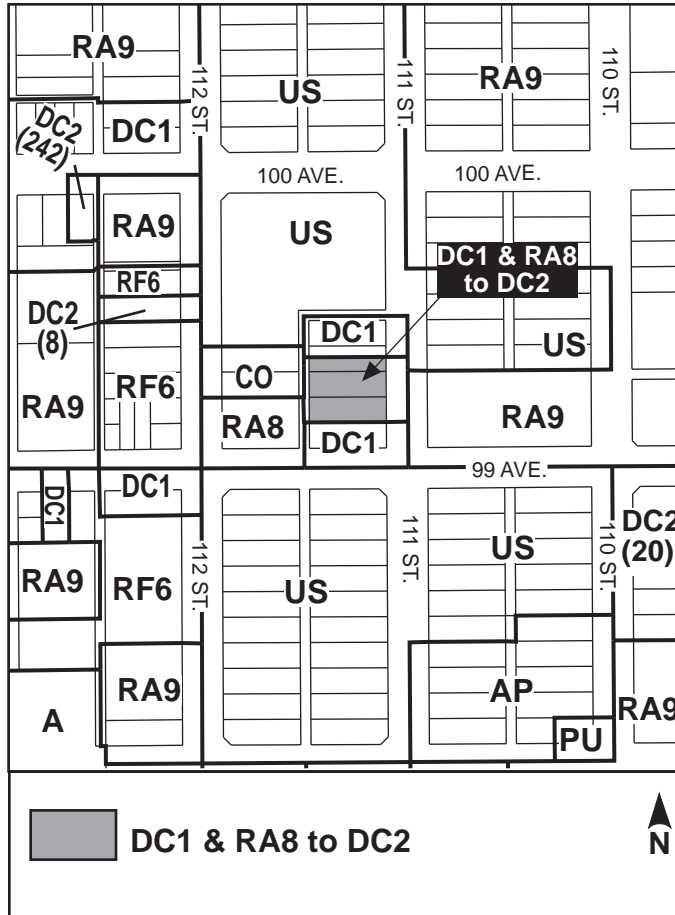 RA9
112 ST.
US
111 ST.
RA9
110 ST.
DC2
(242)
DC1
100 AVE.
100 AVE.
RA9
US
DC1 & RA8
to DC2
RF6
DC2
(8)
DC1
US
CO
RA9
RF6
RA8
DC1
RA9
99 AVE.
DC1
DC1
DC2
(20)
RA9
RF6
112 ST.
US
111 ST.
US
110 ST.
RA9
AP
RA9
A
PU
DC1 & RA8 to DC2
N